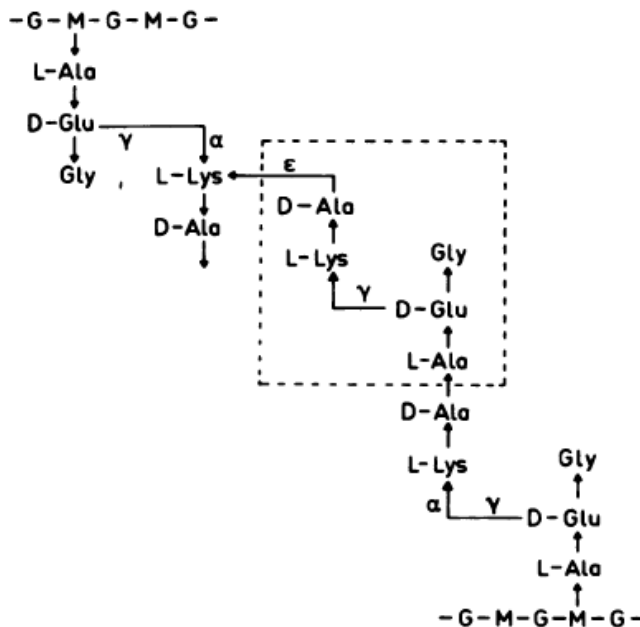 -G-M-G-M-G-
L-Ala
D-Glu γ α
Gly L-Lys ε
D-Ala D-Ala
L-Lys Gly
γ D-Glu
L-Ala
D-Ala
L-Lys Gly
α γ D-Glu
L-Ala
-G-M-G-M-G-